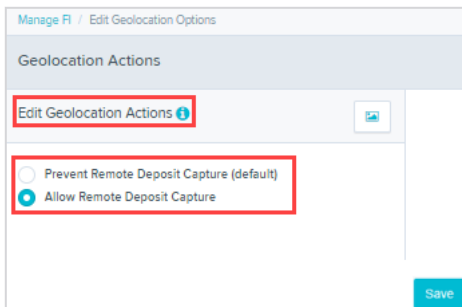 Manage FI / Edit Geolocation Options
Geolocation Actions
Edit Geolocation Actions
Prevent Remote Deposit Capture (default)
Allow Remote Deposit Capture
Save